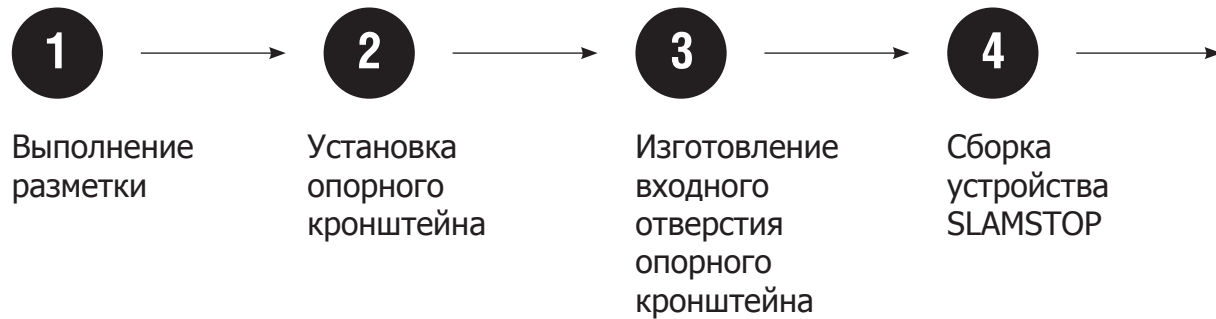 1
2
3
4
Выполнение
разметки
Установка
опорного
кронштейна
Изготовление
входного
отверстия
опорного
кронштейна
Сборка
устройства
SLAMSTOP